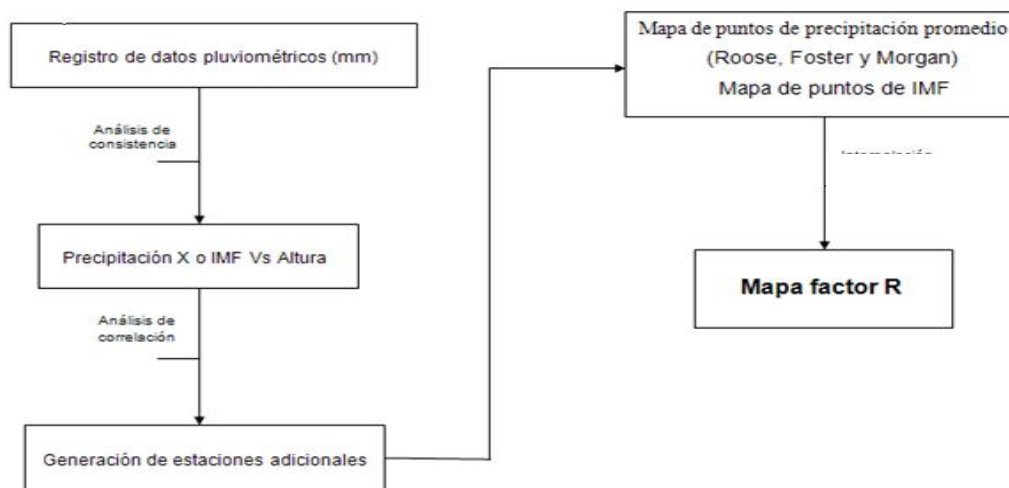 Registro de datos pluviométricos (mm)
Análisis de
consistencia
Precipitación X o IMF Vs Altura
Análisis de
correlación
Generación de estaciones adicionales
Mapa de puntos de precipitación promedio
(Roose, Foster y Morgan)
Mapa de puntos de IMF
Mapa factor R